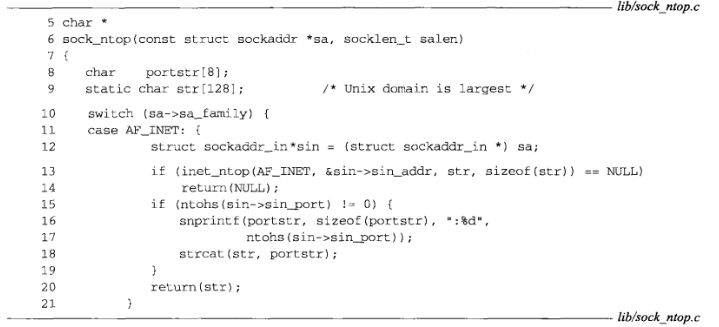 lib/sock_ntop.c
5 char *
6 sock_ntop(const struct sockaddr *sa, socklen_t salen)
7 {
8 char portstr[8];
9 static char str[128]; /* Unix domain is largest */
10 switch (sa->sa_family) {
11 case AF_INET: {
12 struct sockaddr_in*sin = (struct sockaddr_in *) sa;
13 if (inet_ntop(AF_INET, &sin->sin_addr, str, sizeof(str)) == NULL)
14 return(NULL);
15 if (ntohs(sin->sin_port) != 0) {
16 snprintf(portstr, sizeof(portstr), ":%d",
17 ntohs(sin->sin_port));
18 strcat(str, portstr);
19 }
20 return(str);
21 }
lib/sock_ntop.c